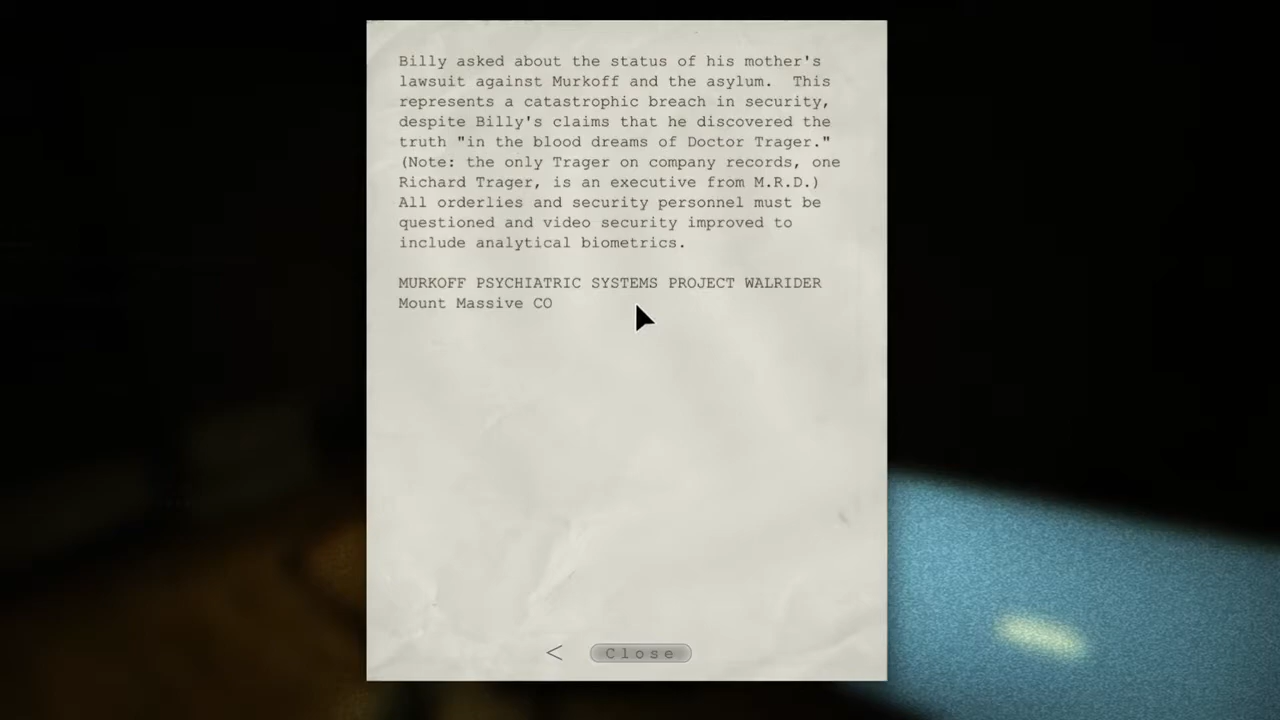 Billy asked about the status of his mother's
lawsuit against Murkoff and the asylum.  This
represents a catastrophic breach in security,
despite Billy's claims that he discovered the
truth "in the blood dreams of Doctor Trager."
(Note: the only Trager on company records, one
Richard Trager, is an executive from M.R.D.)
All orderlies and security personnel must be
questioned and video security improved to
include analytical biometrics.

MURKOFF PSYCHIATRIC SYSTEMS PROJECT WALRIDER
Mount Massive CO
< Close